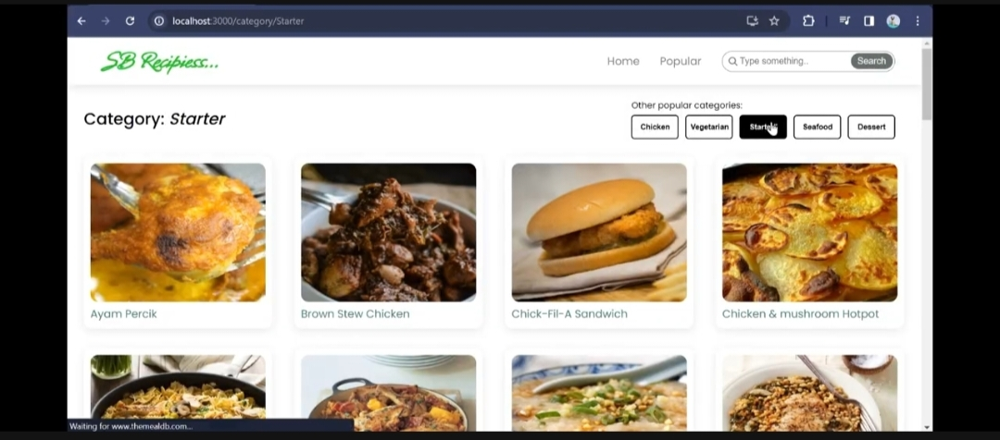 localhost:3000/category/Starter
SB Recipiess...
Home
Popular
Type something..
Search
Category: Starter
Other popular categories:
Chicken
Vegetarian
Seafood
Dessert
Ayam Percik
Brown Stew Chicken
Chick-Fil-A Sandwich
Chicken & mushroom Hotpot
Waiting for www.themealdb.com...